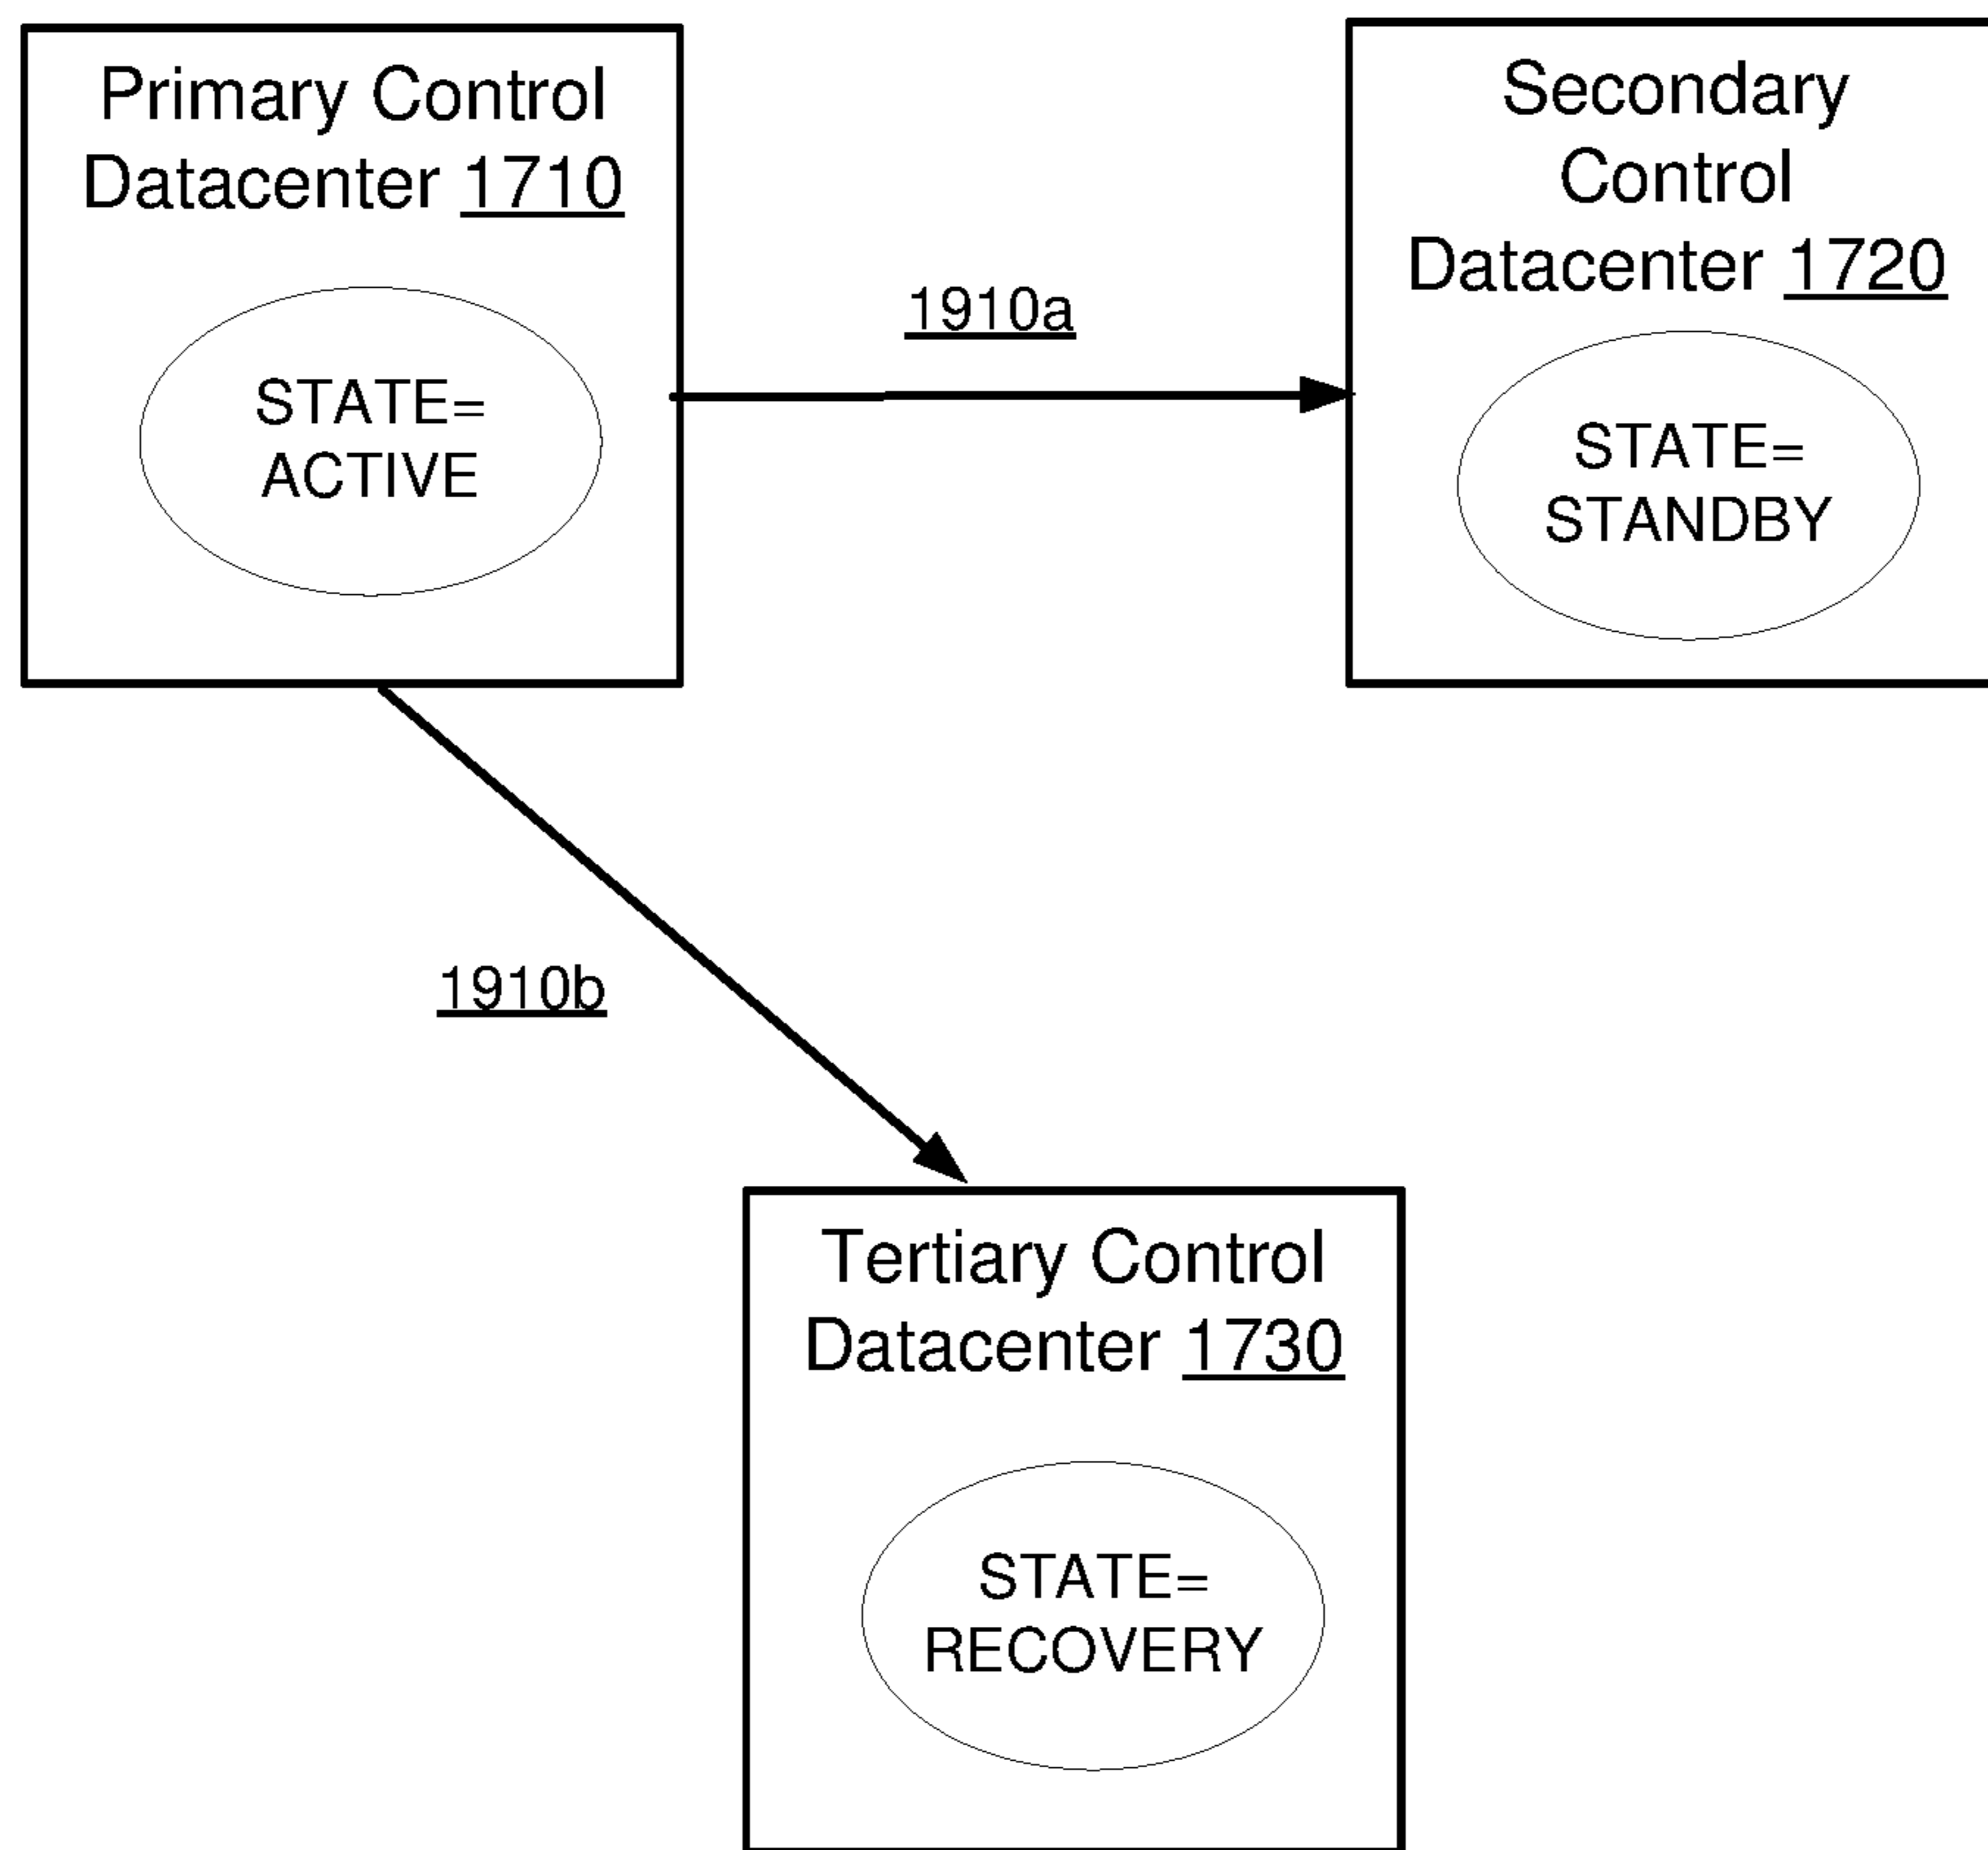 Primary Control
Datacenter 1710
STATE=
ACTIVE
1910a
Secondary
Control
Datacenter 1720
STATE=
STANDBY
1910b
Tertiary Control
Datacenter 1730
STATE=
RECOVERY